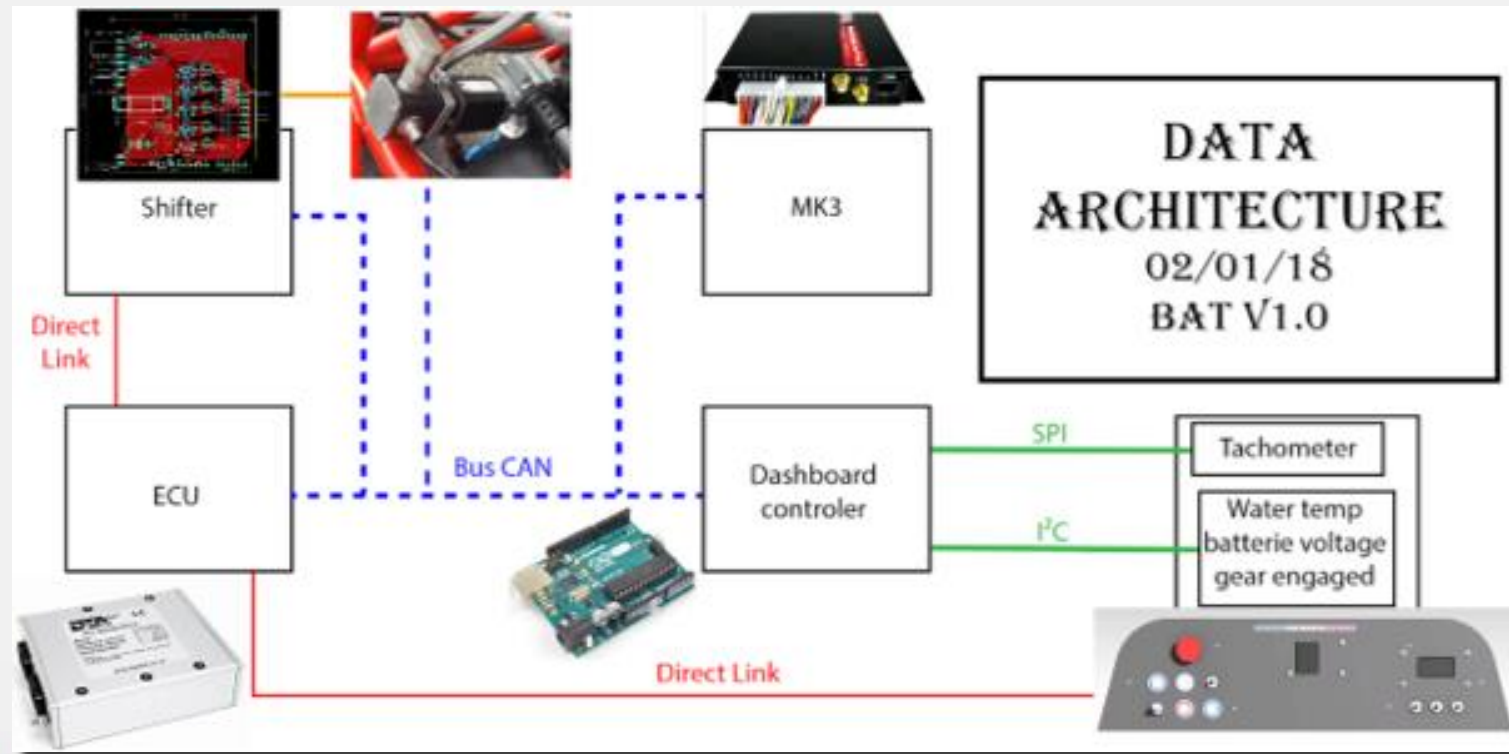 DATA
ARCHITECTURE
02/01/18
BAT V1.0
Shifter
MK3
Direct
Link
ECU
Bus CAN
Dashboard
controler
SPI
I²C
Tachometer
Water temp
batterie voltage
gear engaged
Direct Link